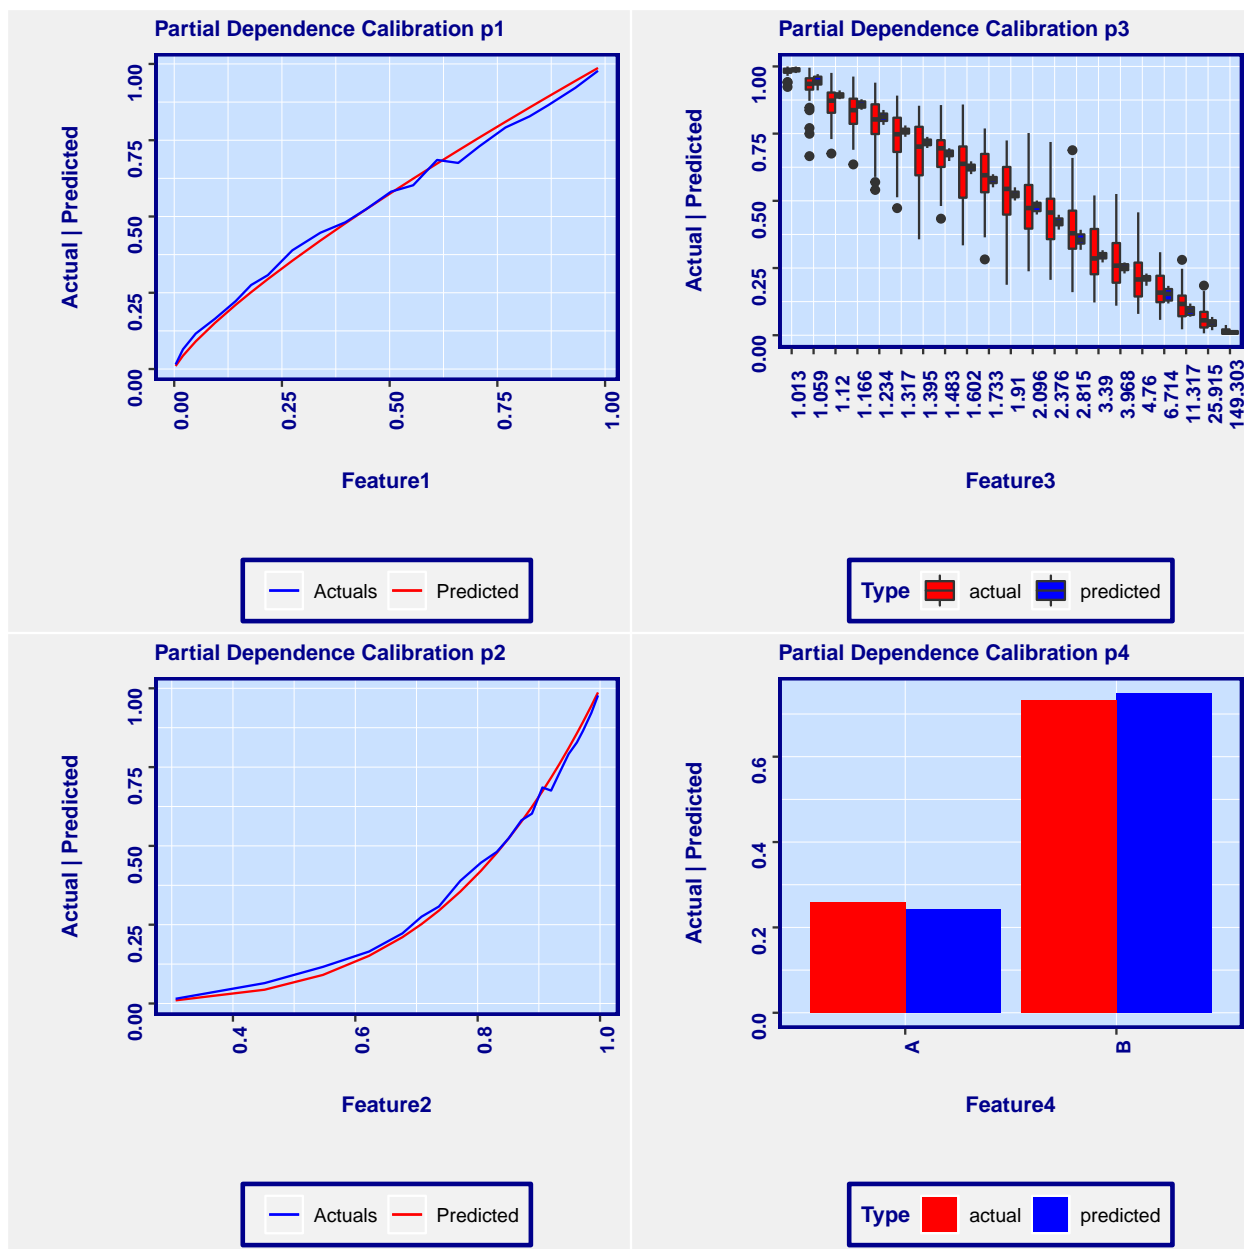 Partial Dependence Calibration p1
Actual | Predicted
1.00
0.75
0.50
0.25
0.00
0.00 0.25 0.50 0.75 1.00
Feature1
Actuals Predicted
Partial Dependence Calibration p3
Actual | Predicted
1.00
0.75
0.50
0.25
0.00
1.013 1.059 1.12 1.166 1.234 1.317 1.395 1.483 1.602 1.733 1.91 2.096 2.376 2.815 3.39 3.968 4.76 6.714 11.317 25.915 149.303
Feature3
Type actual predicted
Partial Dependence Calibration p2
Actual | Predicted
1.00
0.75
0.50
0.25
0.00
0.4 0.6 0.8 1.0
Feature2
Actuals Predicted
Partial Dependence Calibration p4
Actual | Predicted
0.6
0.4
0.2
0.0
A B
Feature4
Type actual predicted